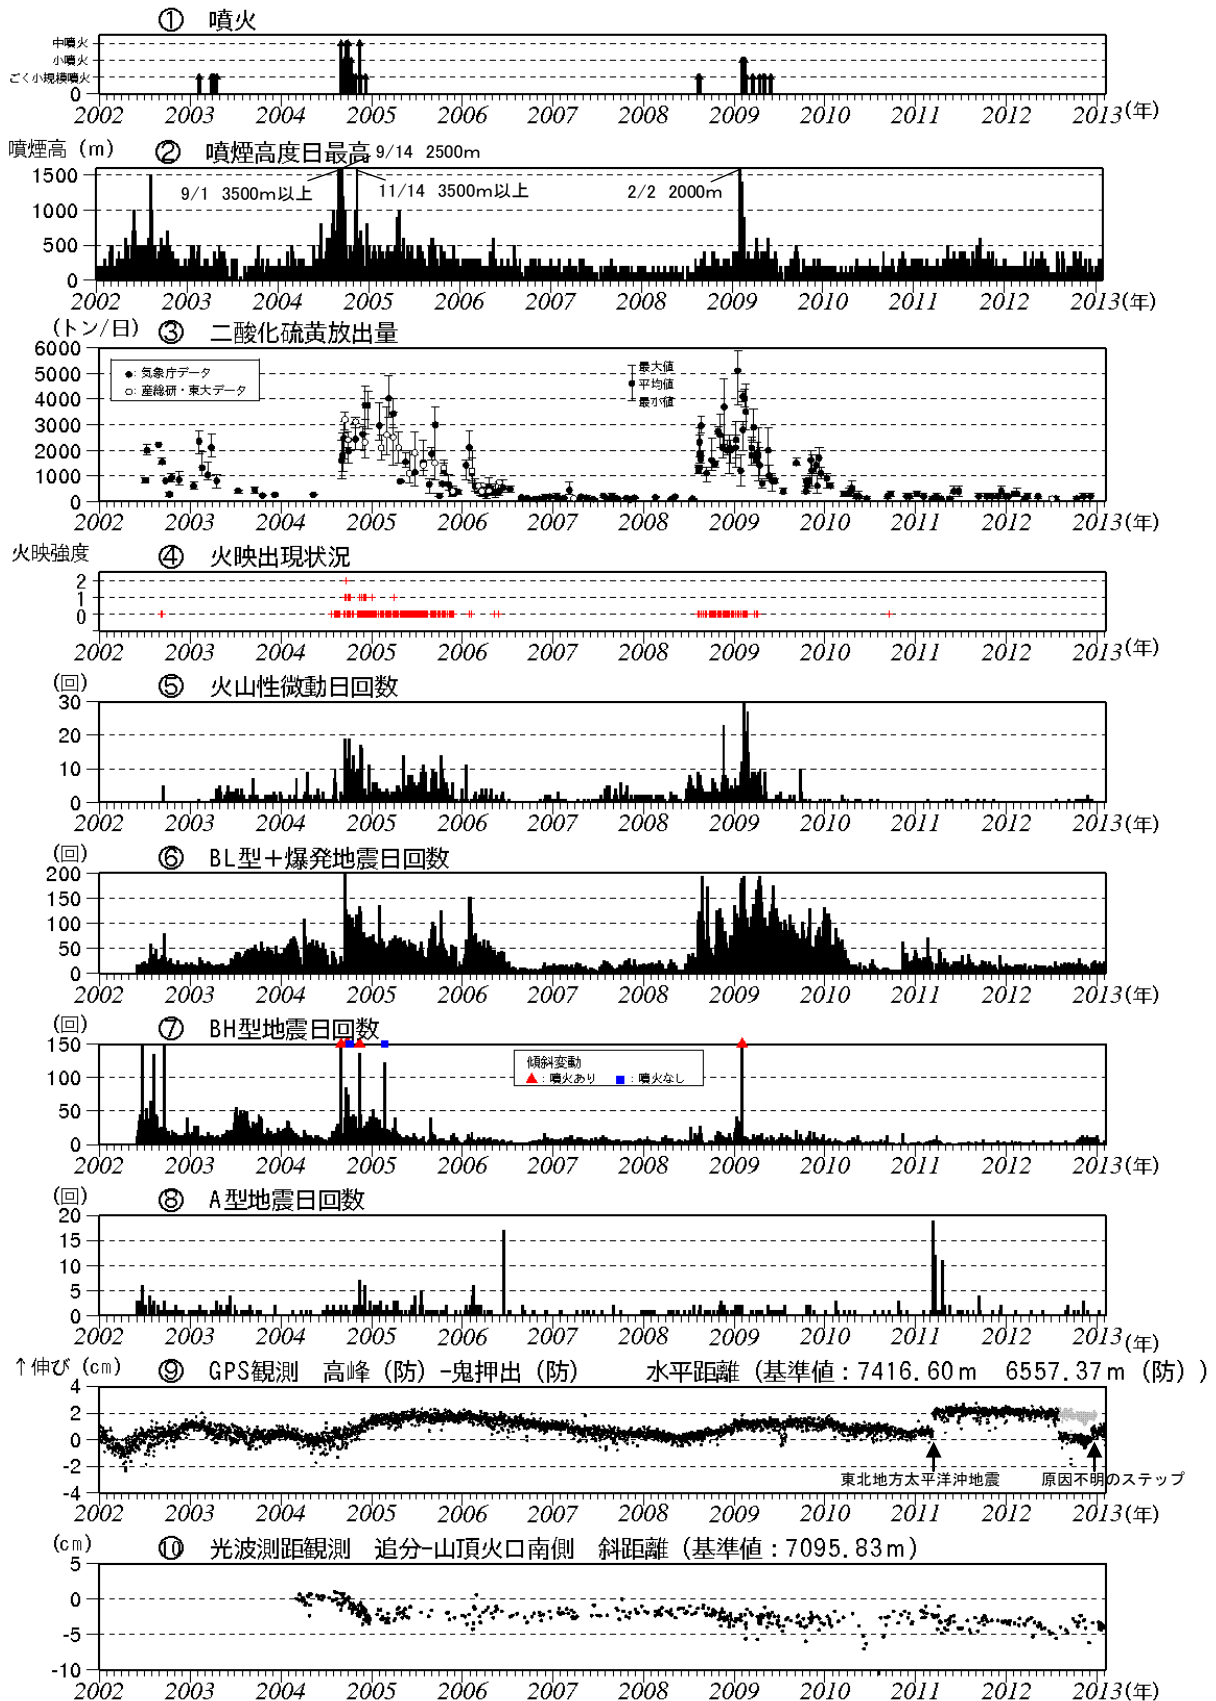 ① 噴火
中噴火
小噴火
ごく小規模噴火
0
2002 2003 2004 2005 2006 2007 2008 2009 2010 2011 2012 2013(年)
噴煙高 (m) ② 噴煙高度日最高 9/14 2500m
9/1 3500m以上 11/14 3500m以上 2/2 2000m
1500
1000
500
0
2002 2003 2004 2005 2006 2007 2008 2009 2010 2011 2012 2013(年)
(トン/日) ③ 二酸化硫黄放出量
6000
5000
4000
3000
2000
1000
0
●: 気象庁データ
○: 産総研・東大データ
最大値
平均値
最小値
2002 2003 2004 2005 2006 2007 2008 2009 2010 2011 2012 2013(年)
火映強度 ④ 火映出現状況
2
1
0
2002 2003 2004 2005 2006 2007 2008 2009 2010 2011 2012 2013(年)
(回) ⑤ 火山性微動日回数
30
20
10
0
2002 2003 2004 2005 2006 2007 2008 2009 2010 2011 2012 2013(年)
(回) ⑥ BL型+爆発地震日回数
200
150
100
50
0
2002 2003 2004 2005 2006 2007 2008 2009 2010 2011 2012 2013(年)
(回) ⑦ BH型地震日回数
150
100
50
0
傾斜変動
▲: 噴火あり ■: 噴火なし
2002 2003 2004 2005 2006 2007 2008 2009 2010 2011 2012 2013(年)
(回) ⑧ A型地震日回数
20
15
10
5
0
2002 2003 2004 2005 2006 2007 2008 2009 2010 2011 2012 2013(年)
↑伸び (cm) ⑨ GPS観測 高峰 (防) -鬼押出 (防) 水平距離 (基準値:7416.60m 6557.37m (防) )
4
2
0
-2
-4
東北地方太平洋沖地震 原因不明のステップ
2002 2003 2004 2005 2006 2007 2008 2009 2010 2011 2012 2013(年)
(cm) ⑩ 光波測距観測 追分-山頂火口南側 斜距離 (基準値:7095.83m)
5
0
-5
-10
2002 2003 2004 2005 2006 2007 2008 2009 2010 2011 2012 2013(年)